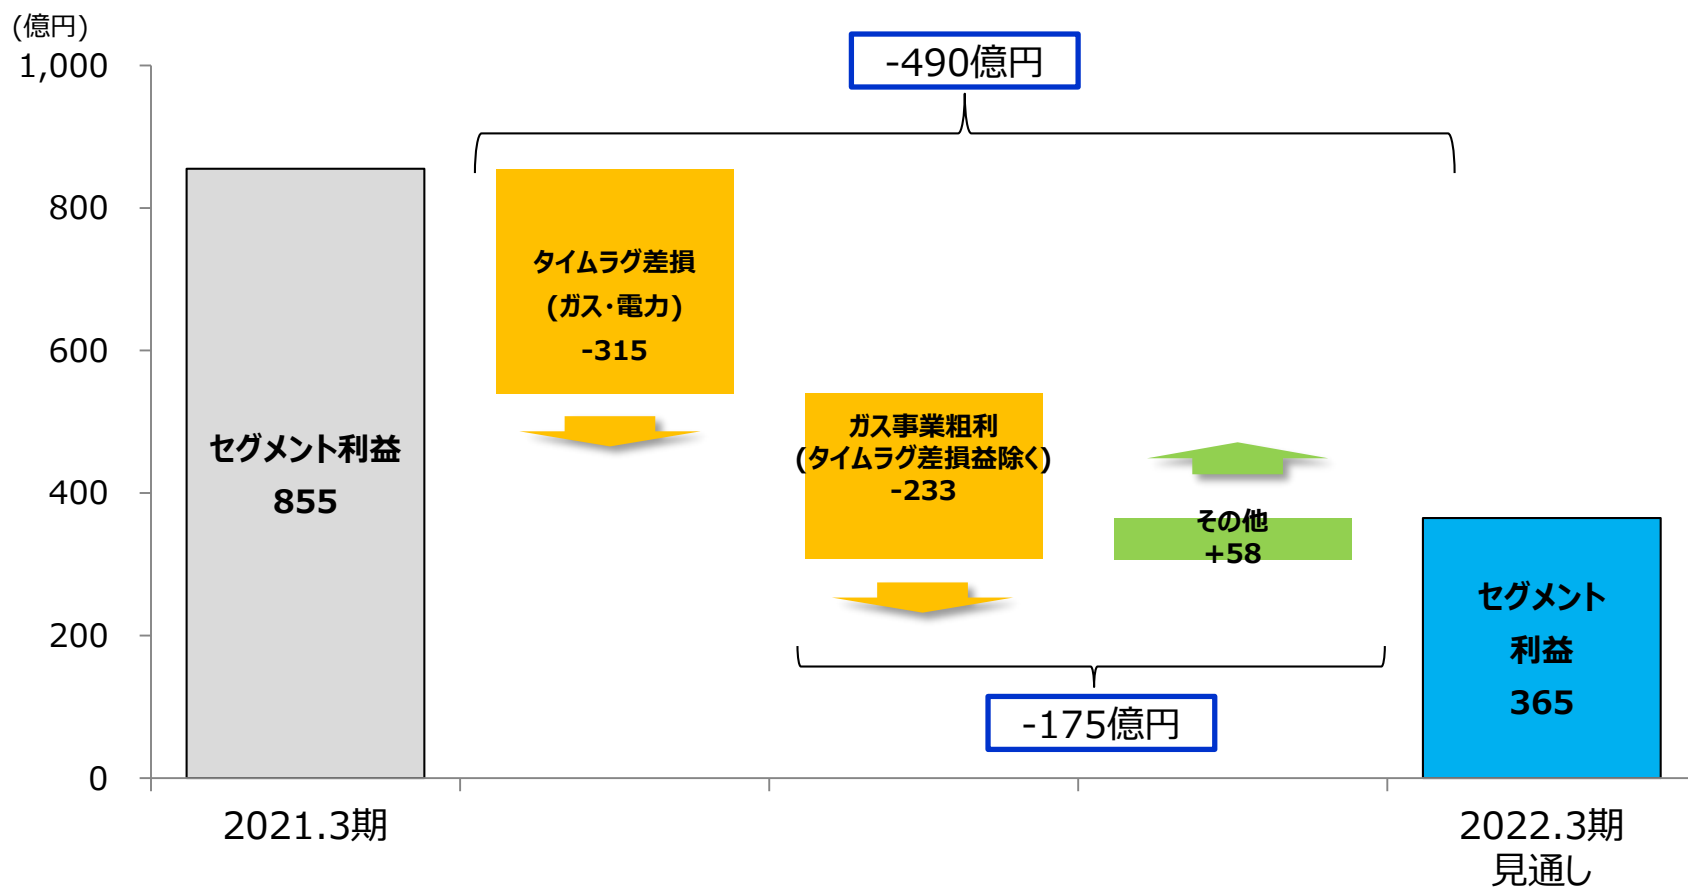 (億円)
1,000
800
600
400
200
0
-490億円
セグメント利益
855
タイムラグ差損
(ガス・電力)
-315
ガス事業粗利
(タイムラグ差損益除く)
-233
その他
+58
-175億円
セグメント
利益
365
2021.3期
2022.3期
見通し